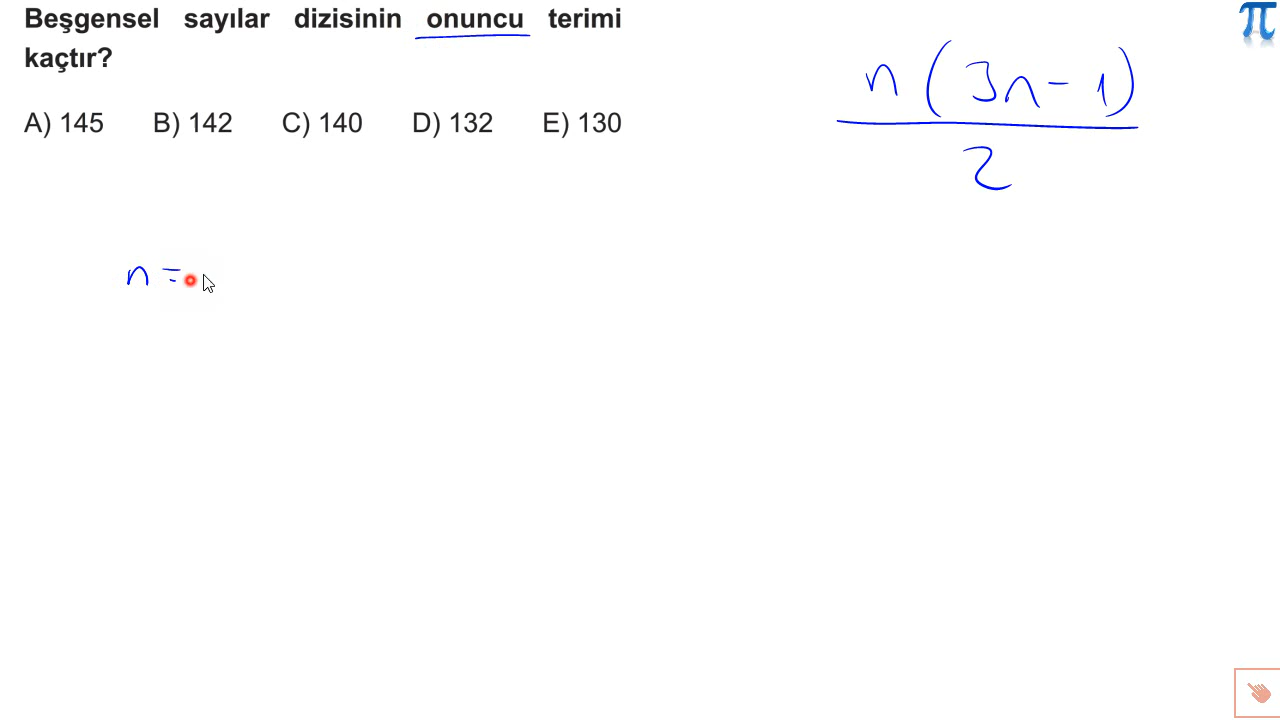 Beşgensel sayılar dizisinin onuncu terimi
kaçtır?
A) 145 B) 142 C) 140 D) 132 E) 130
n(3n-1)
2
n =
π